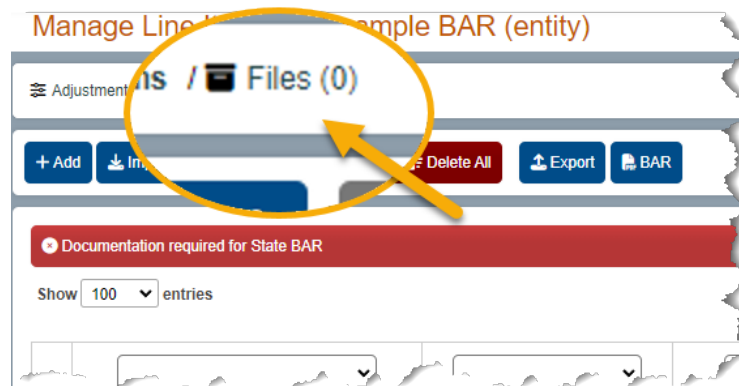 Manage Line mple BAR (entity)
Adjustment ns / Files (0)
+ Add Im Delete All Export BAR
Documentation required for State BAR
Show 100 entries